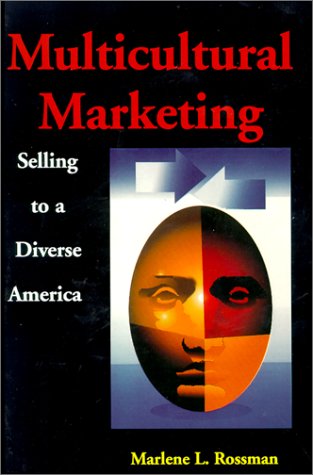 Multicultural
Marketing
Selling
to a
Diverse
America
Marlene L. Rossman